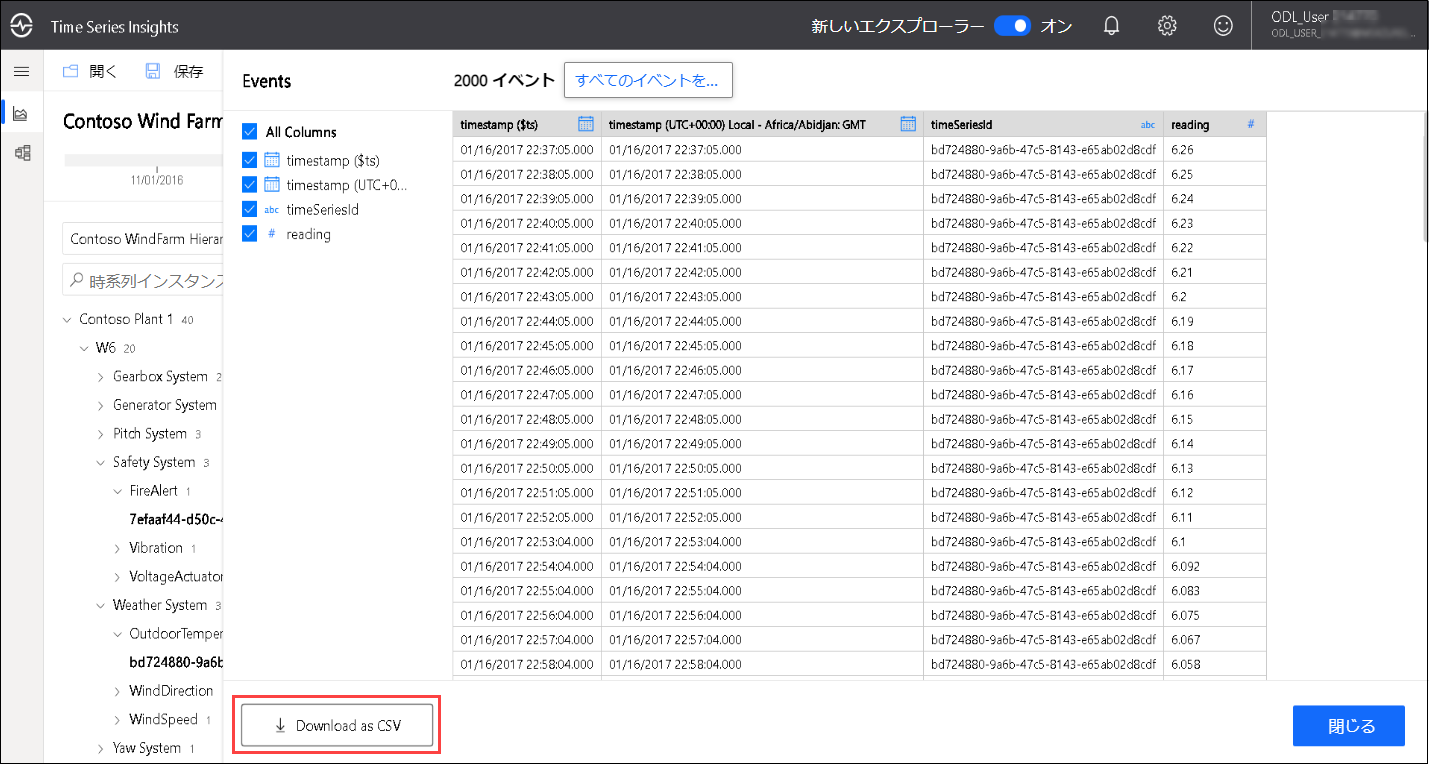 Time Series Insights
新しいエクスプローラー オン
ODL_User
ODL_USER_
開く 保存
Contoso Wind Farm
11/01/2016
Contoso WindFarm Hierar
時系列インスタンス
Contoso Plant 1 40
W6 20
Gearbox System 2
Generator System
Pitch System 3
Safety System 3
FireAlert 1
7efaaf44-d50c-4
Vibration 1
VoltageActuator
Weather System 3
OutdoorTemper
bd724880-9a6b
WindDirection
WindSpeed 1
Yaw System 1
Events
All Columns
timestamp ($ts)
timestamp (UTC+0...
abc timeSeriesId
# reading
2000 イベント すべてのイベントを...
timestamp ($ts) timestamp (UTC+00:00) Local - Africa/Abidjan: GMT timeSeriesId abc reading #
01/16/2017 22:37:05.000 01/16/2017 22:37:05.000 bd724880-9a6b-47c5-8143-e65ab02d8cdf 6.26
01/16/2017 22:38:05.000 01/16/2017 22:38:05.000 bd724880-9a6b-47c5-8143-e65ab02d8cdf 6.25
01/16/2017 22:39:05.000 01/16/2017 22:39:05.000 bd724880-9a6b-47c5-8143-e65ab02d8cdf 6.24
01/16/2017 22:40:05.000 01/16/2017 22:40:05.000 bd724880-9a6b-47c5-8143-e65ab02d8cdf 6.23
01/16/2017 22:41:05.000 01/16/2017 22:41:05.000 bd724880-9a6b-47c5-8143-e65ab02d8cdf 6.22
01/16/2017 22:42:05.000 01/16/2017 22:42:05.000 bd724880-9a6b-47c5-8143-e65ab02d8cdf 6.21
01/16/2017 22:43:05.000 01/16/2017 22:43:05.000 bd724880-9a6b-47c5-8143-e65ab02d8cdf 6.2
01/16/2017 22:44:05.000 01/16/2017 22:44:05.000 bd724880-9a6b-47c5-8143-e65ab02d8cdf 6.19
01/16/2017 22:45:05.000 01/16/2017 22:45:05.000 bd724880-9a6b-47c5-8143-e65ab02d8cdf 6.18
01/16/2017 22:46:05.000 01/16/2017 22:46:05.000 bd724880-9a6b-47c5-8143-e65ab02d8cdf 6.17
01/16/2017 22:47:05.000 01/16/2017 22:47:05.000 bd724880-9a6b-47c5-8143-e65ab02d8cdf 6.16
01/16/2017 22:48:05.000 01/16/2017 22:48:05.000 bd724880-9a6b-47c5-8143-e65ab02d8cdf 6.15
01/16/2017 22:49:05.000 01/16/2017 22:49:05.000 bd724880-9a6b-47c5-8143-e65ab02d8cdf 6.14
01/16/2017 22:50:05.000 01/16/2017 22:50:05.000 bd724880-9a6b-47c5-8143-e65ab02d8cdf 6.13
01/16/2017 22:51:05.000 01/16/2017 22:51:05.000 bd724880-9a6b-47c5-8143-e65ab02d8cdf 6.12
01/16/2017 22:52:05.000 01/16/2017 22:52:05.000 bd724880-9a6b-47c5-8143-e65ab02d8cdf 6.11
01/16/2017 22:53:04.000 01/16/2017 22:53:04.000 bd724880-9a6b-47c5-8143-e65ab02d8cdf 6.1
01/16/2017 22:54:04.000 01/16/2017 22:54:04.000 bd724880-9a6b-47c5-8143-e65ab02d8cdf 6.092
01/16/2017 22:55:04.000 01/16/2017 22:55:04.000 bd724880-9a6b-47c5-8143-e65ab02d8cdf 6.083
01/16/2017 22:56:04.000 01/16/2017 22:56:04.000 bd724880-9a6b-47c5-8143-e65ab02d8cdf 6.075
01/16/2017 22:57:04.000 01/16/2017 22:57:04.000 bd724880-9a6b-47c5-8143-e65ab02d8cdf 6.067
01/16/2017 22:58:04.000 01/16/2017 22:58:04.000 bd724880-9a6b-47c5-8143-e65ab02d8cdf 6.058
Download as CSV
閉じる